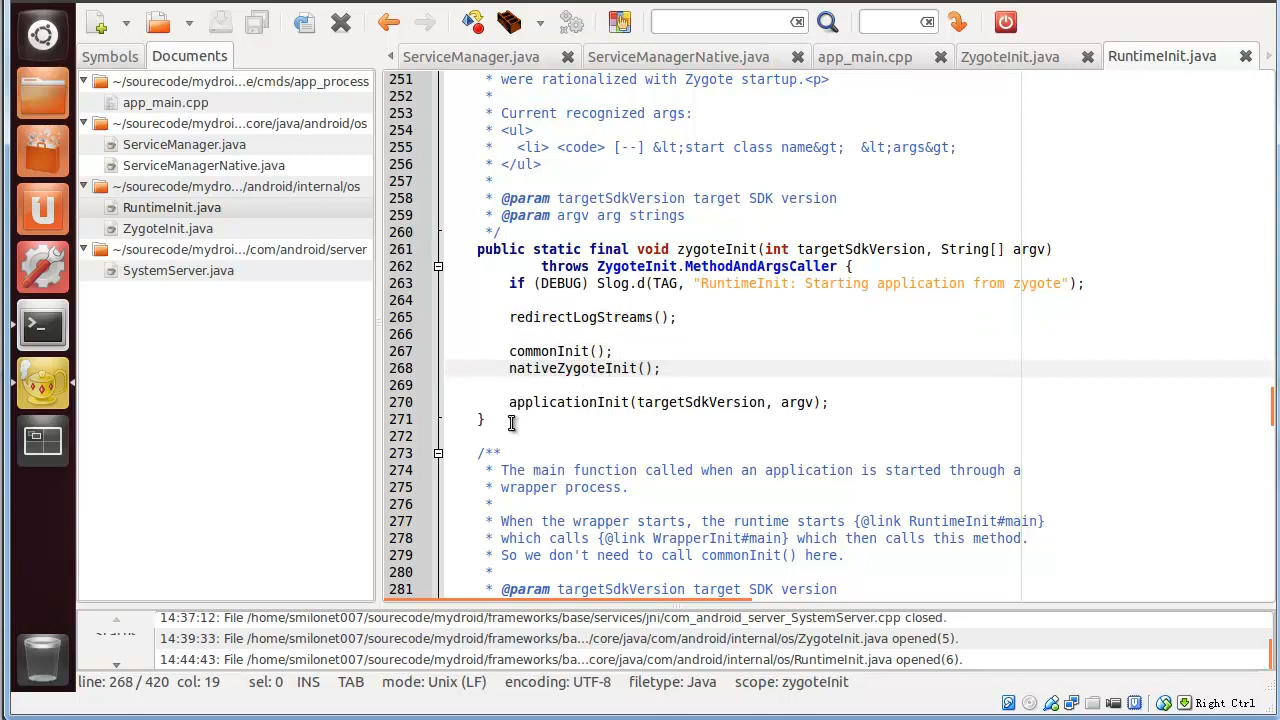 ServiceManager.java
ServiceManagerNative.java
app_main.cpp
ZygoteInit.java
RuntimeInit.java
Symbols
Documents
~/sourcecode/mydroi...e/cmds/app_process
app_main.cpp
~/sourcecode/mydroi...core/java/android/os
ServiceManager.java
ServiceManagerNative.java
~/sourcecode/mydro.../android/internal/os
RuntimeInit.java
ZygoteInit.java
~/sourcecode/mydro.../com/android/server
SystemServer.java
251 * were rationalized with Zygote startup.<p>
252 *
253 * Current recognized args:
254 * <ul>
255 *   <li> <code> [--] &lt;start class name&gt;  &lt;args&gt;
256 * </ul>
257 *
258 * @param targetSdkVersion target SDK version
259 * @param argv arg strings
260 */
261 public static final void zygoteInit(int targetSdkVersion, String[] argv)
262 throws ZygoteInit.MethodAndArgsCaller {
263 if (DEBUG) Slog.d(TAG, "RuntimeInit: Starting application from zygote");
264
265 redirectLogStreams();
266
267 commonInit();
268 nativeZygoteInit();
269
270 applicationInit(targetSdkVersion, argv);
271 }
272
273 /**
274 * The main function called when an application is started through a
275 * wrapper process.
276 *
277 * When the wrapper starts, the runtime starts {@link RuntimeInit#main}
278 * which calls {@link WrapperInit#main} which then calls this method.
279 * So we don't need to call commonInit() here.
280 *
281 * @param targetSdkVersion target SDK version
14:37:12: File /home/smilonet007/sourcecode/mydroid/frameworks/base/services/jni/com_android_server_SystemServer.cpp closed.
14:39:33: File /home/smilonet007/sourcecode/mydroid/frameworks/ba.../core/java/com/android/internal/os/ZygoteInit.java opened(5).
14:44:43: File /home/smilonet007/sourcecode/mydroid/frameworks/ba...core/java/com/android/internal/os/RuntimeInit.java opened(6).
line: 268 / 420 col: 19 sel: 0 INS TAB mode: Unix (LF) encoding: UTF-8 filetype: Java scope: zygoteInit
Right Ctrl